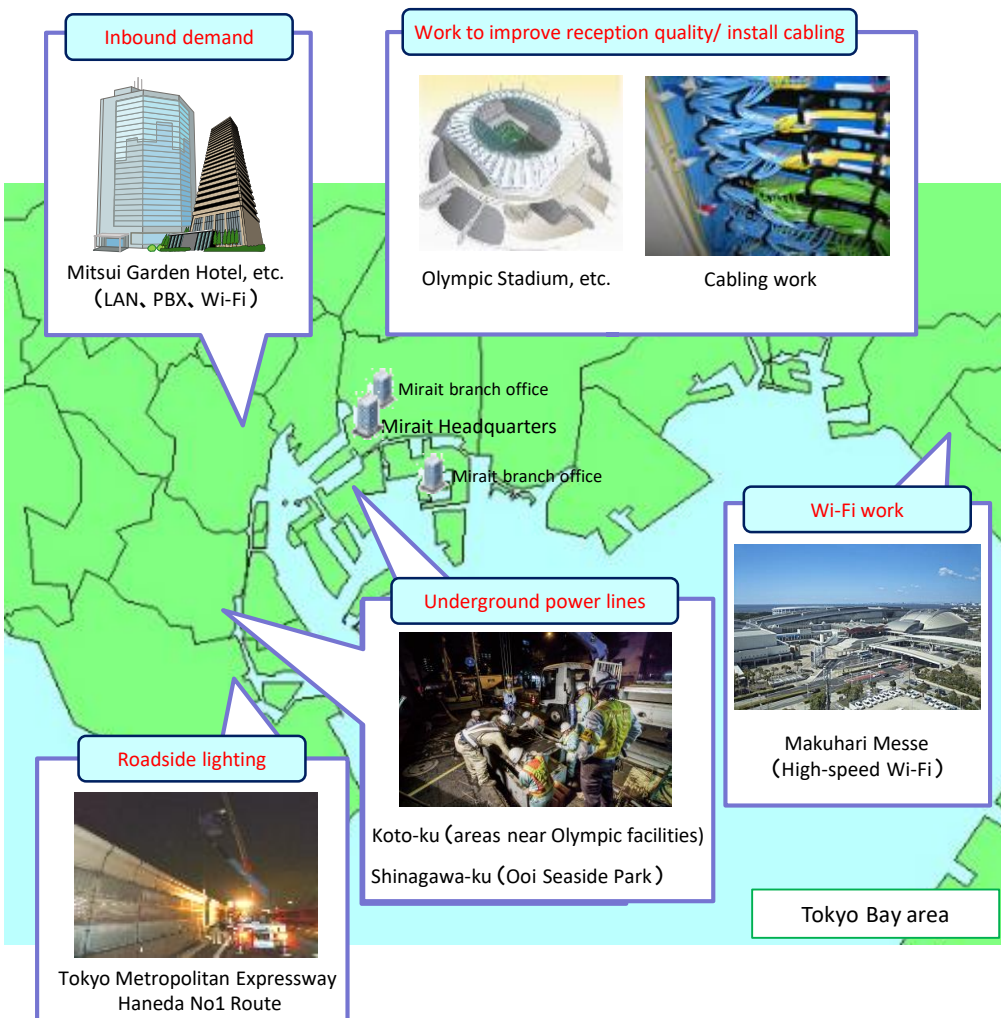 Inbound demand
Mitsui Garden Hotel, etc.
（LAN、PBX、Wi-Fi）
Work to improve reception quality/ install cabling
Olympic Stadium, etc.
Cabling work
Mirait branch office
Mirait Headquarters
Mirait branch office
Wi-Fi work
Makuhari Messe
（High-speed Wi-Fi）
Underground power lines
Koto-ku（areas near Olympic facilities）
Shinagawa-ku（Ooi Seaside Park）
Roadside lighting
Tokyo Metropolitan Expressway
Haneda No1 Route
Tokyo Bay area